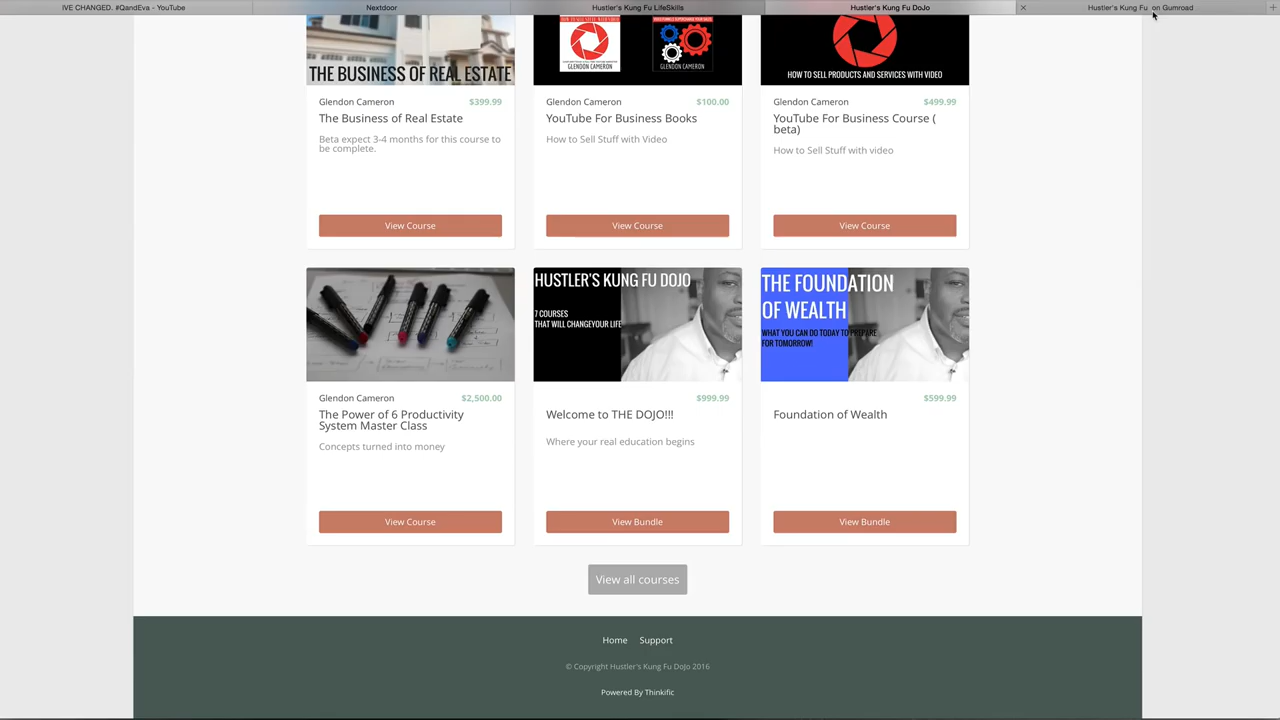 IVE CHANGED. #QandEva - YouTube
Nextdoor
Hustler's Kung Fu LifeSkills
Hustler's Kung Fu DoJo
Hustler's Kung Fu on Gumroad
THE BUSINESS OF REAL ESTATE
GLENDON CAMERON
GLENDON CAMERON
HOW TO SELL PRODUCTS AND SERVICES WITH VIDEO
Glendon Cameron $399.99
The Business of Real Estate
Beta expect 3-4 months for this course to
be complete.
View Course
Glendon Cameron $100.00
YouTube For Business Books
How to Sell Stuff with Video
View Course
Glendon Cameron $499.99
YouTube For Business Course (
beta)
How to Sell Stuff with video
View Course
Glendon Cameron $2,500.00
The Power of 6 Productivity
System Master Class
Concepts turned into money
View Course
HUSTLER'S KUNG FU DOJO
7 COURSES
THAT WILL CHANGEYOUR LIFE
$999.99
Welcome to THE DOJO!!!
Where your real education begins
View Bundle
THE FOUNDATION
OF WEALTH
WHAT YOU CAN DO TODAY TO PREPARE
FOR TOMORROW!
$599.99
Foundation of Wealth
View Bundle
View all courses
Home Support
© Copyright Hustler's Kung Fu DoJo 2016
Powered By Thinkific